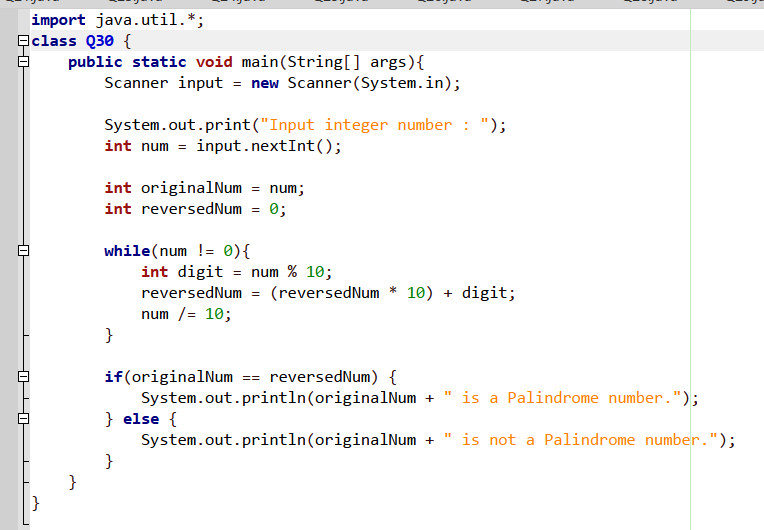 import java.util.*;
class Q30 {
    public static void main(String[] args){
        Scanner input = new Scanner(System.in);

        System.out.print("Input integer number : ");
        int num = input.nextInt();

        int originalNum = num;
        int reversedNum = 0;

        while(num != 0){
            int digit = num % 10;
            reversedNum = (reversedNum * 10) + digit;
            num /= 10;
        }

        if(originalNum == reversedNum) {
            System.out.println(originalNum + " is a Palindrome number.");
        } else {
            System.out.println(originalNum + " is not a Palindrome number.");
        }
    }
}